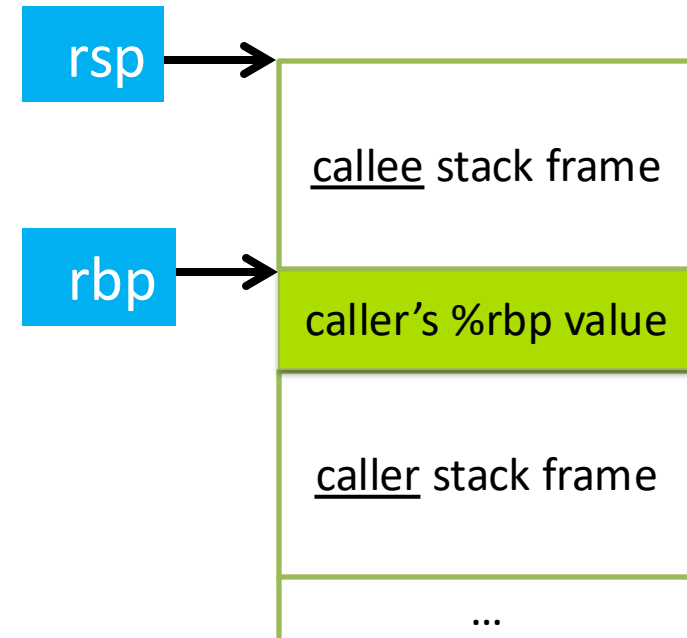 rsp
callee stack frame
rbp
caller’s %rbp value
caller stack frame
…